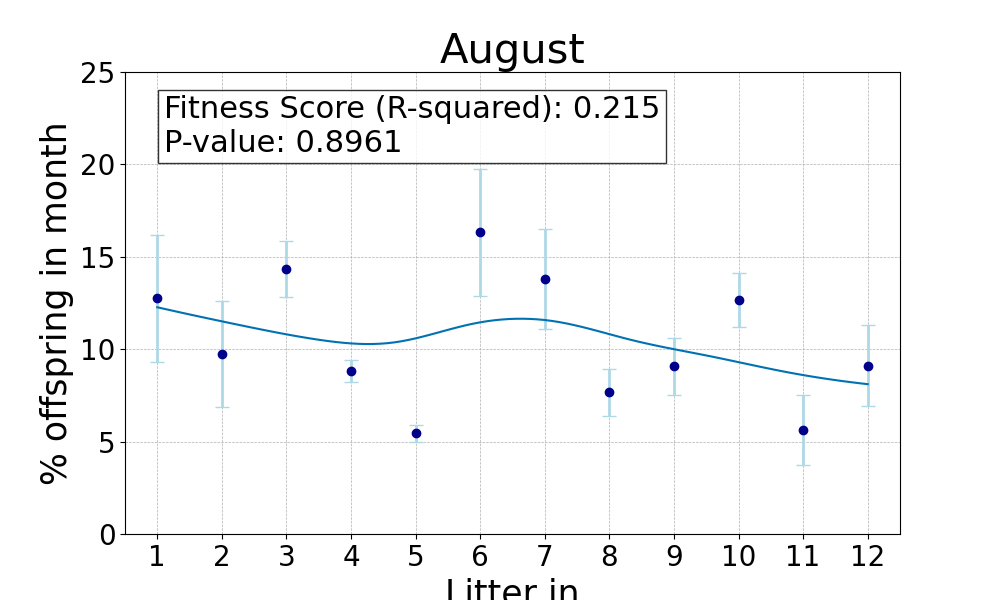 August
Fitness Score (R-squared): 0.215
P-value: 0.8961
% offspring in month
25
20
15
10
5
0
1 2 3 4 5 6 7 8 9 10 11 12
Litter in